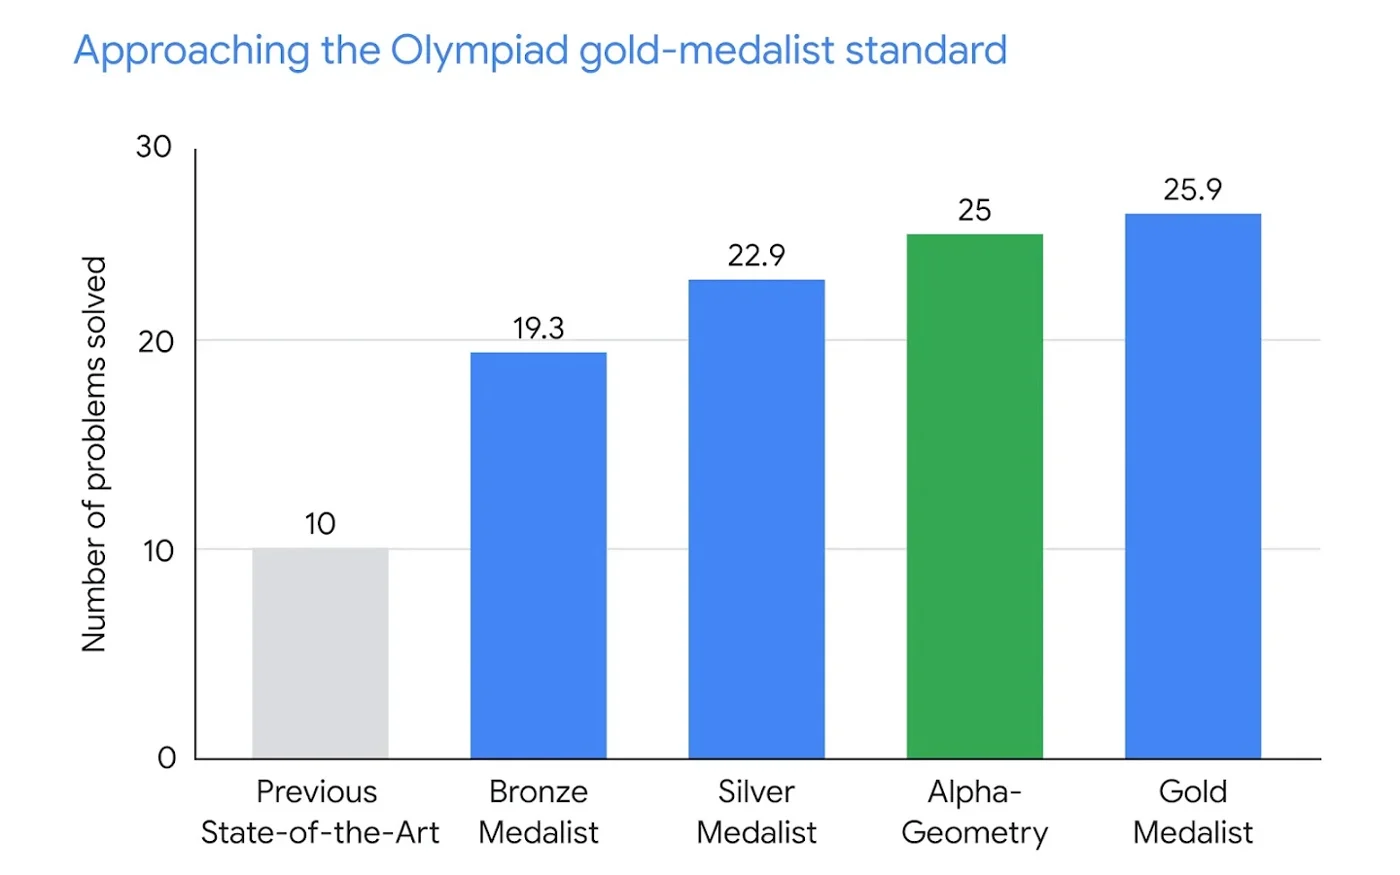 Approaching the Olympiad gold-medalist standard
Number of problems solved
30
20
10
0
10
19.3
22.9
25
25.9
Previous
State-of-the-Art
Bronze
Medalist
Silver
Medalist
Alpha-
Geometry
Gold
Medalist